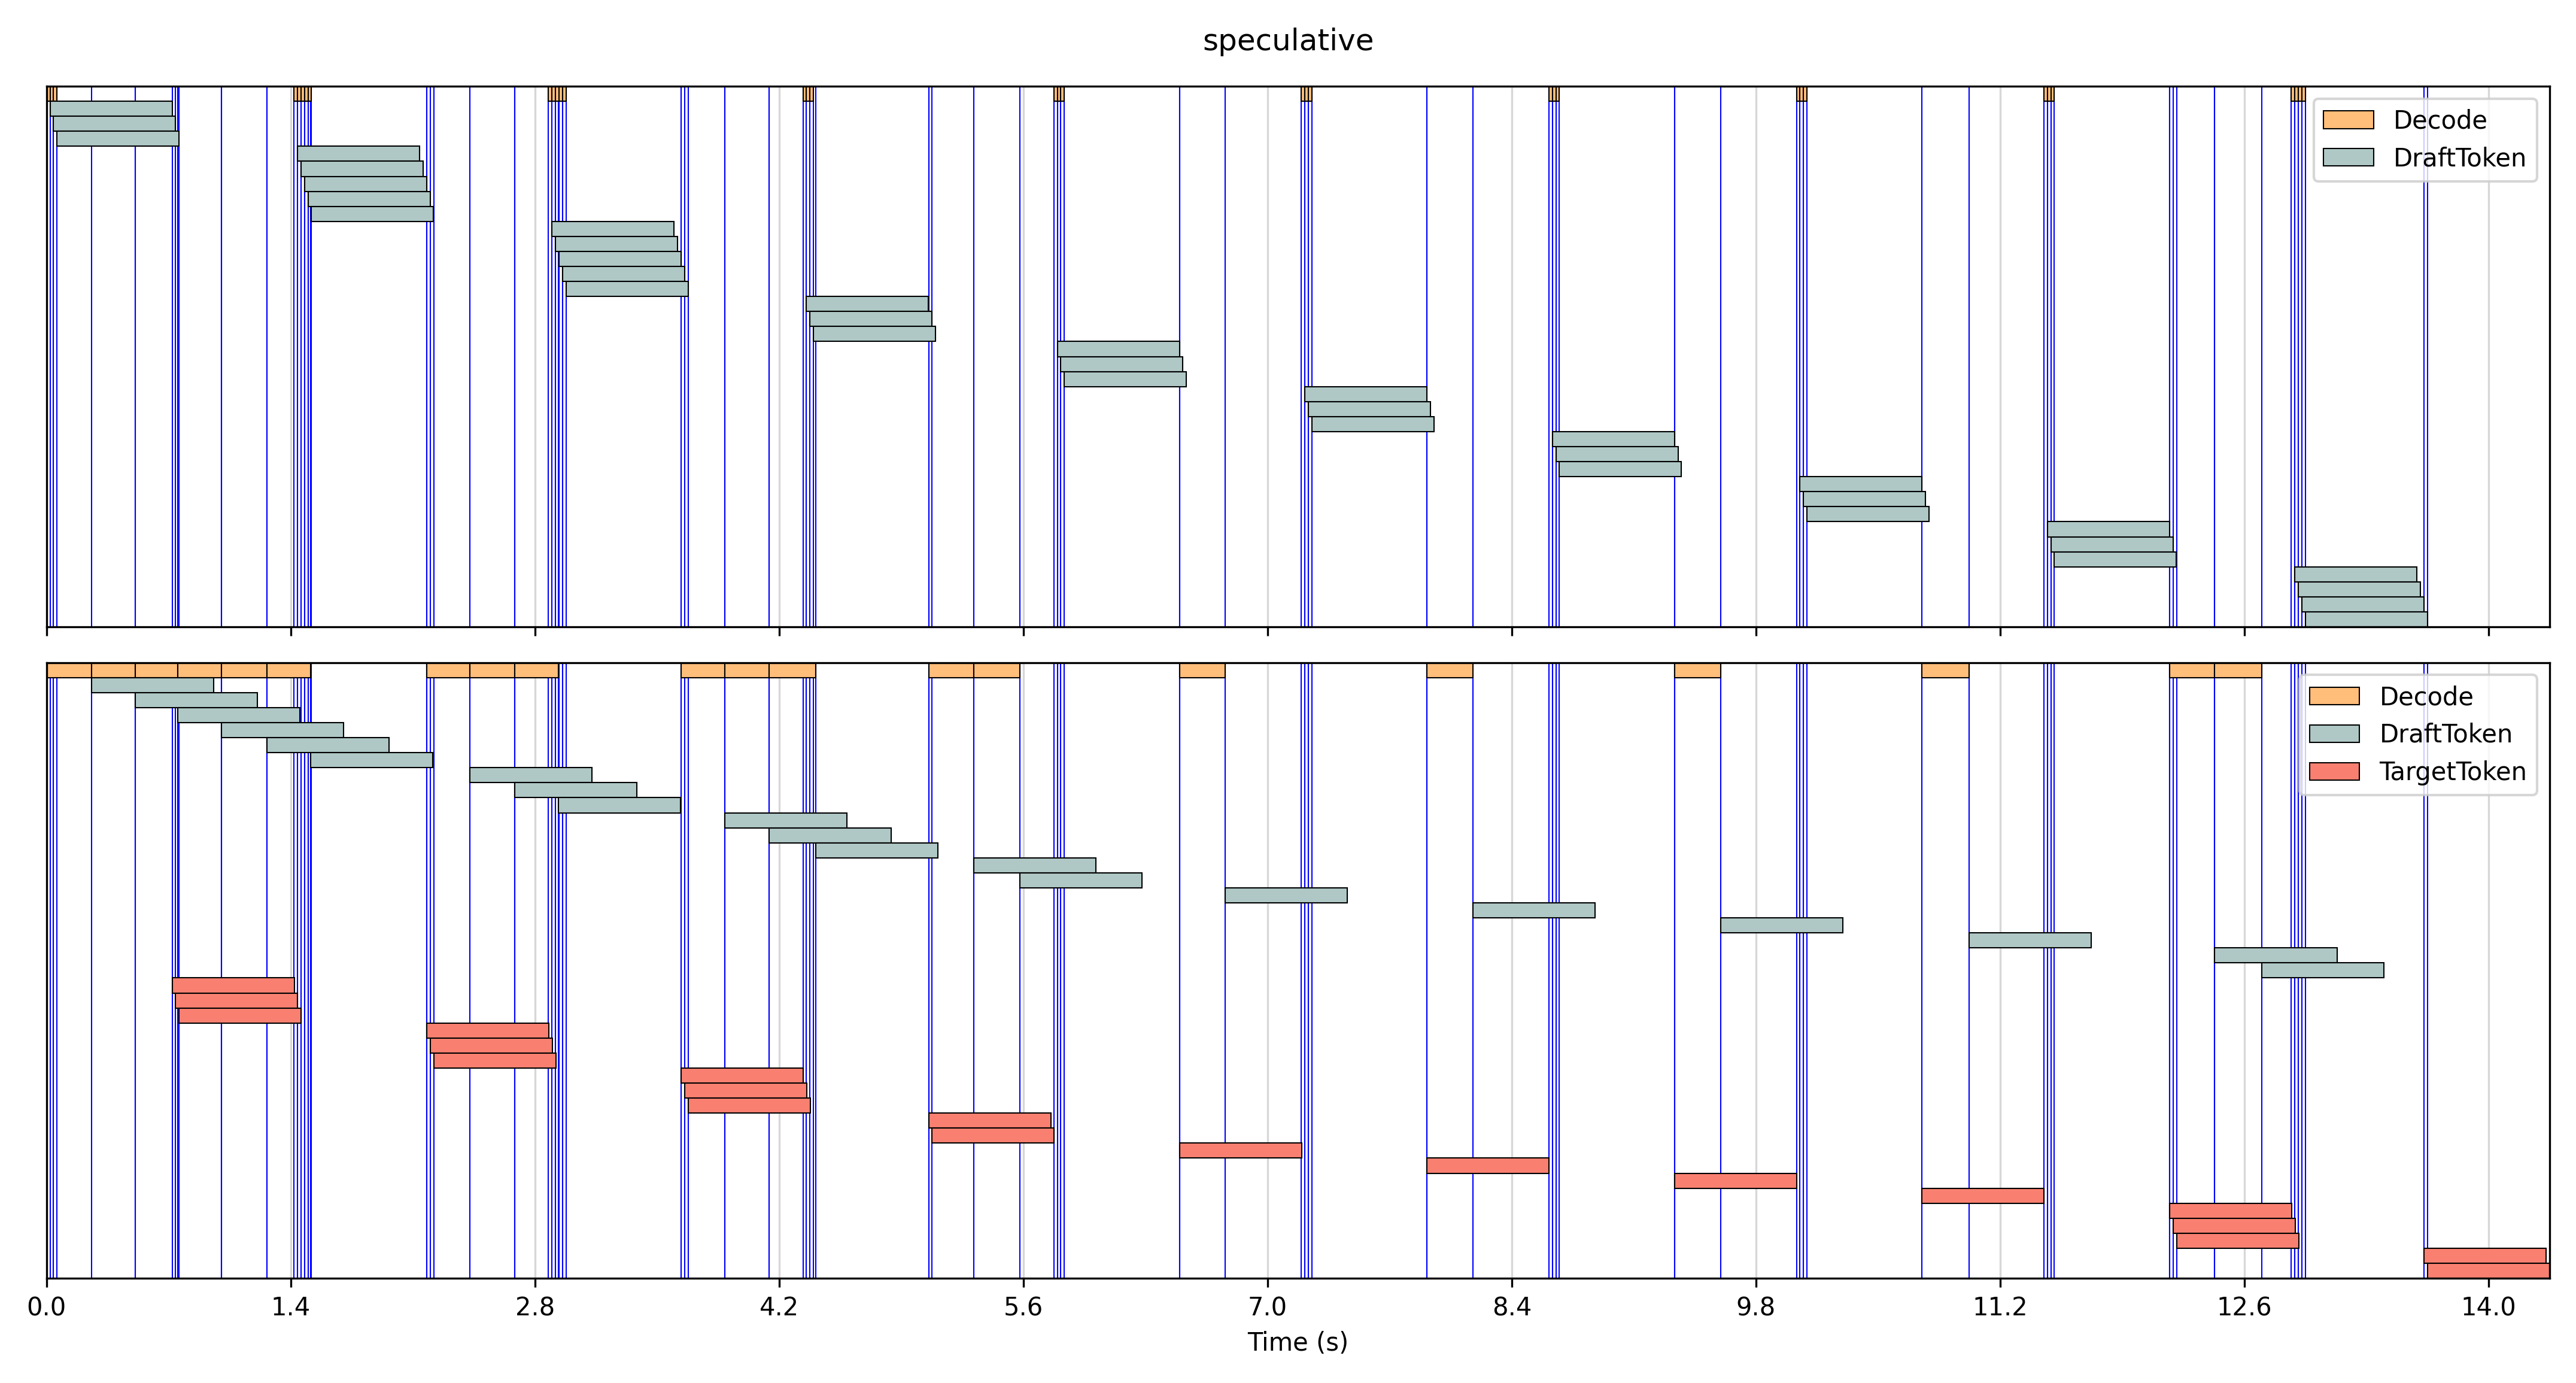 speculative
Decode
DraftToken
Decode
DraftToken
TargetToken
0.0 1.4 2.8 4.2 5.6 7.0 8.4 9.8 11.2 12.6 14.0
Time (s)